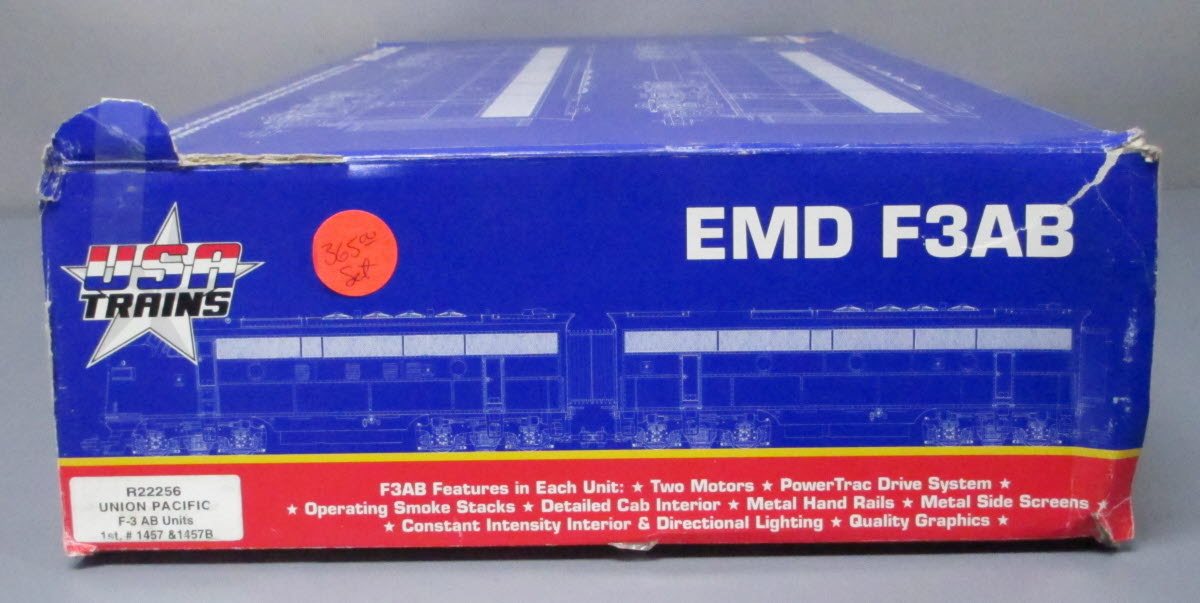 EMD F3AB
USA
TRAINS
®
365.00
Set
R22256
UNION PACIFIC
F-3 AB Units
1st. # 1457 &1457B
F3AB Features in Each Unit: ★ Two Motors ★ PowerTrac Drive System ★
★ Operating Smoke Stacks ★ Detailed Cab Interior ★ Metal Hand Rails ★ Metal Side Screens ★
★ Constant Intensity Interior & Directional Lighting ★ Quality Graphics ★